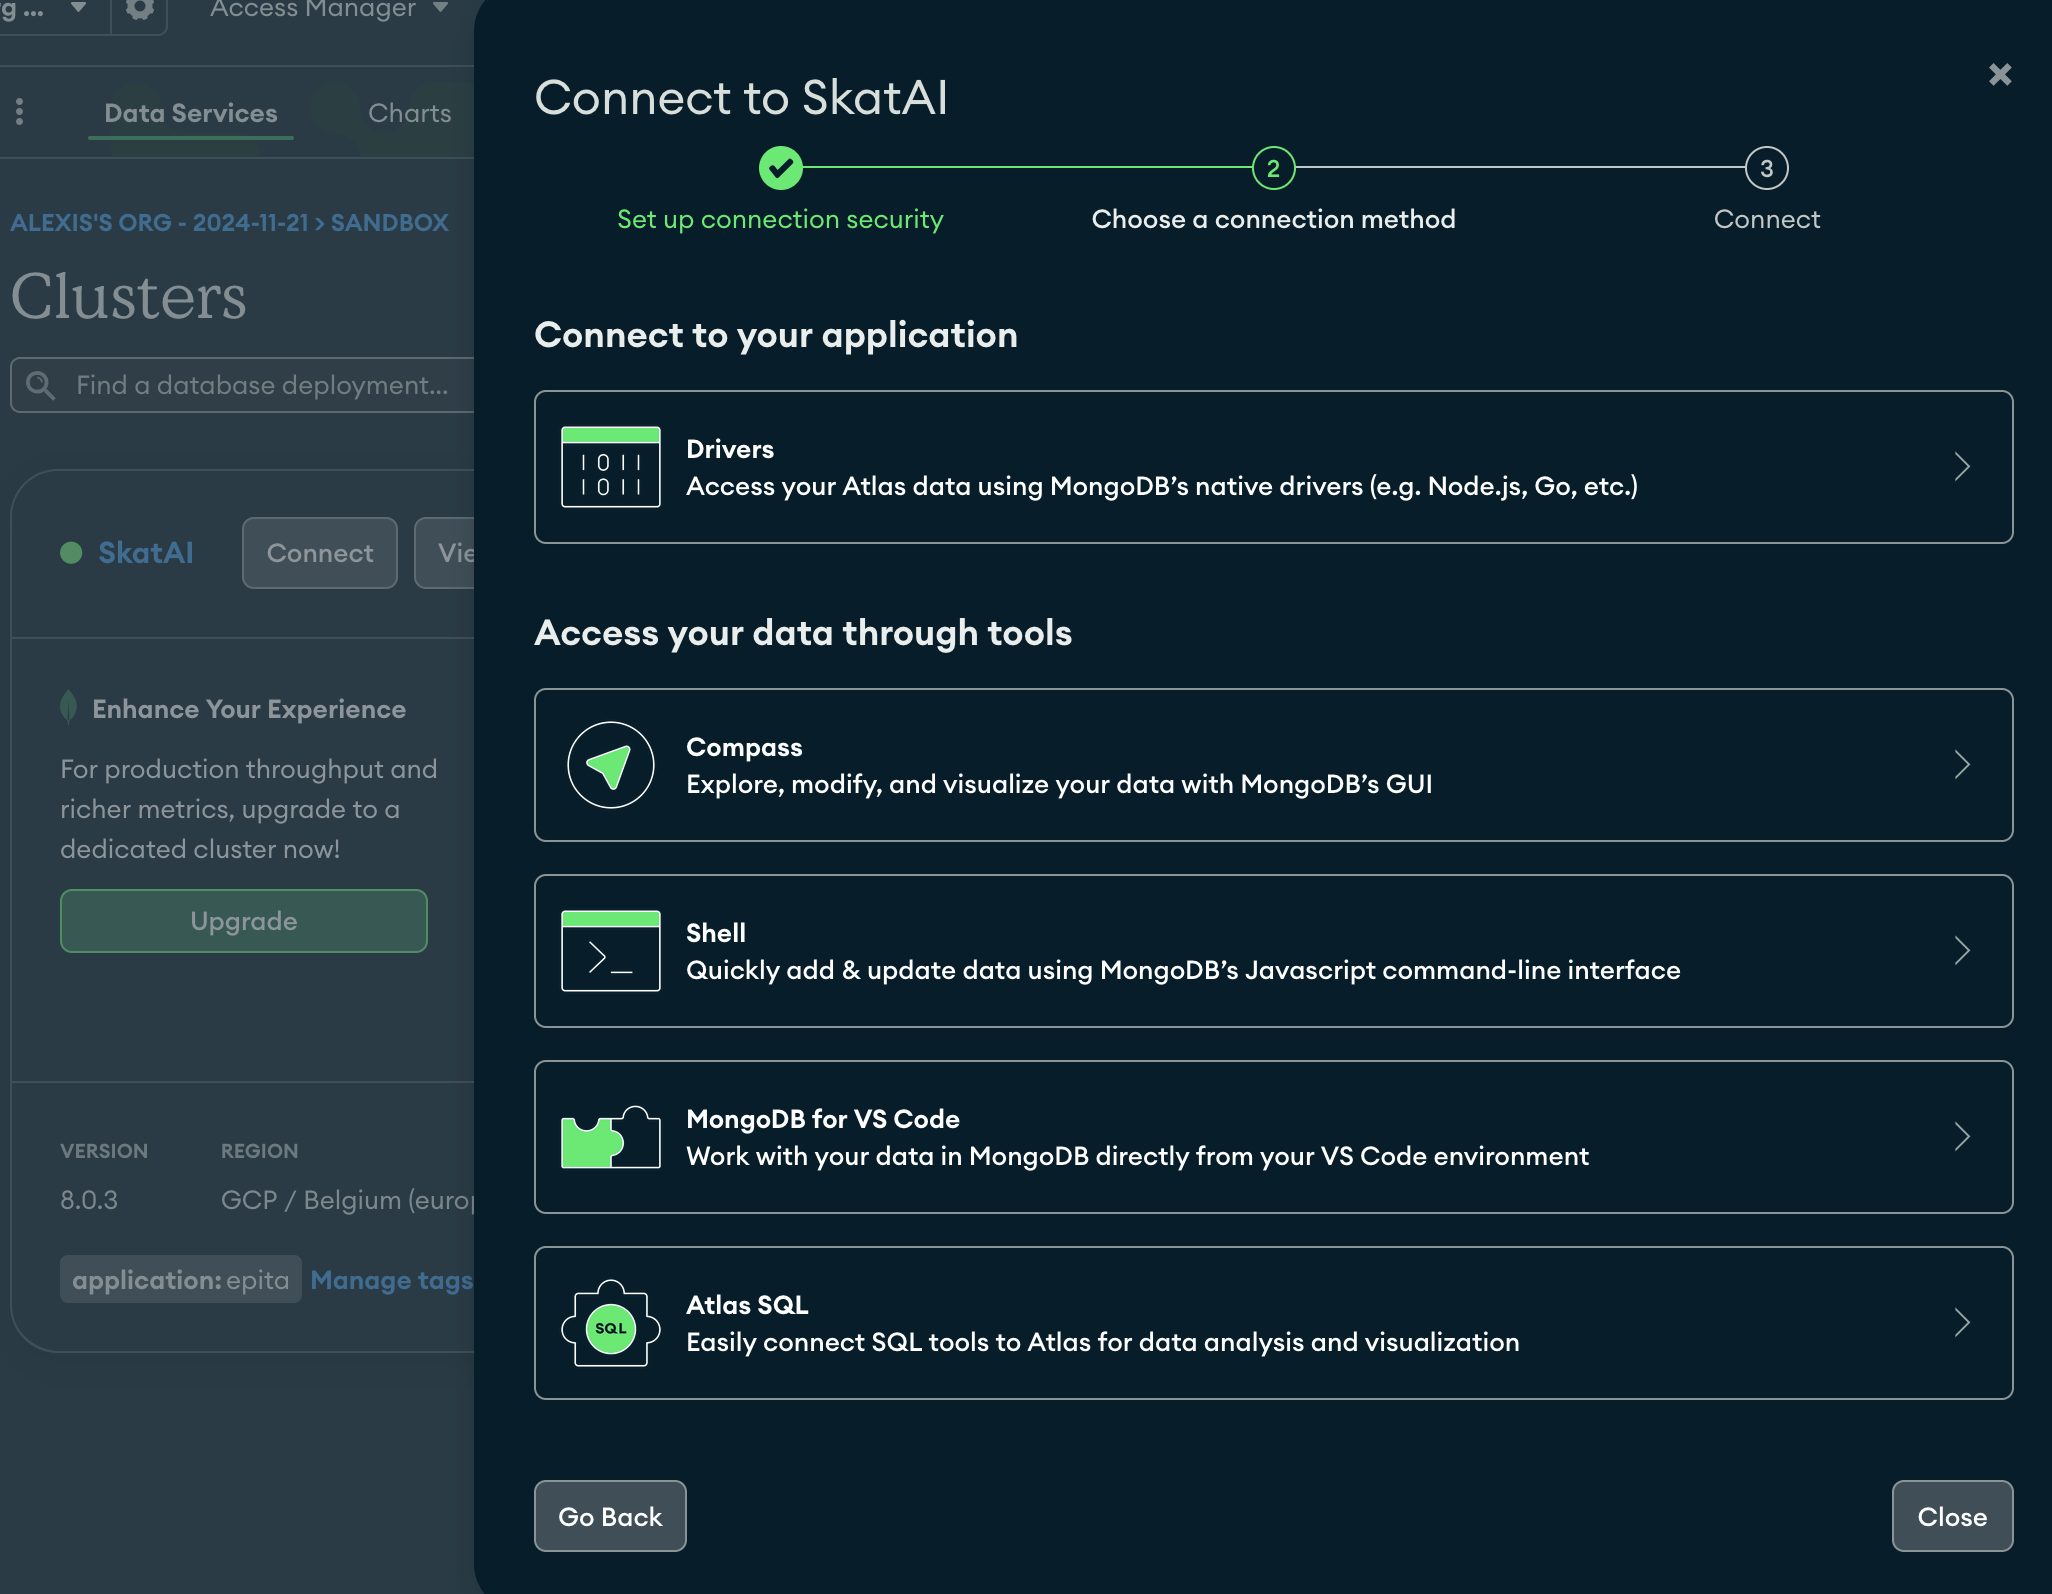 Access Manager
Data Services
Charts
ALEXIS'S ORG - 2024-11-21 > SANDBOX
Clusters
Find a database deployment...
SkatAI
Connect
Enhance Your Experience
For production throughput and
richer metrics, upgrade to a
dedicated cluster now!
Upgrade
VERSION
REGION
8.0.3
GCP / Belgium (europ
application: epita
Manage tags
Connect to SkatAI
2
3
Set up connection security
Choose a connection method
Connect
Connect to your application
1011
1011
Drivers
Access your Atlas data using MongoDB’s native drivers (e.g. Node.js, Go, etc.)
Access your data through tools
Compass
Explore, modify, and visualize your data with MongoDB’s GUI
Shell
Quickly add & update data using MongoDB’s Javascript command-line interface
MongoDB for VS Code
Work with your data in MongoDB directly from your VS Code environment
SQL
Atlas SQL
Easily connect SQL tools to Atlas for data analysis and visualization
Go Back
Close